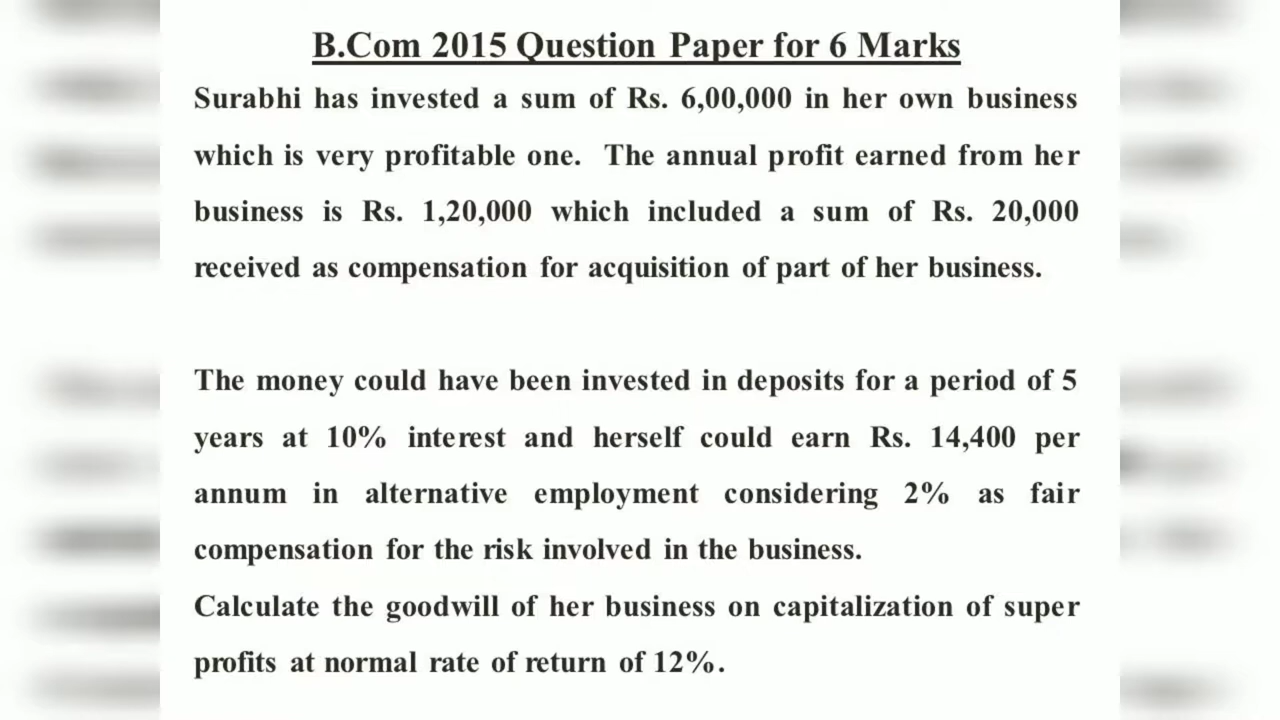 B.Com 2015 Question Paper for 6 Marks
Surabhi has invested a sum of Rs. 6,00,000 in her own business
which is very profitable one. The annual profit earned from her
business is Rs. 1,20,000 which included a sum of Rs. 20,000
received as compensation for acquisition of part of her business.
The money could have been invested in deposits for a period of 5
years at 10% interest and herself could earn Rs. 14,400 per
annum in alternative employment considering 2% as fair
compensation for the risk involved in the business.
Calculate the goodwill of her business on capitalization of super
profits at normal rate of return of 12%.